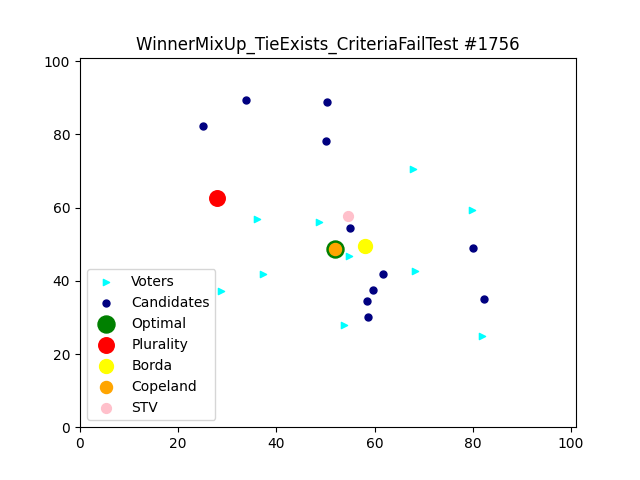 WinnerMixUp_TieExists_CriteriaFailTest #1756
100
80
60
40
20
0
0
20
40
60
80
100
Voters
Candidates
Optimal
Plurality
Borda
Copeland
STV